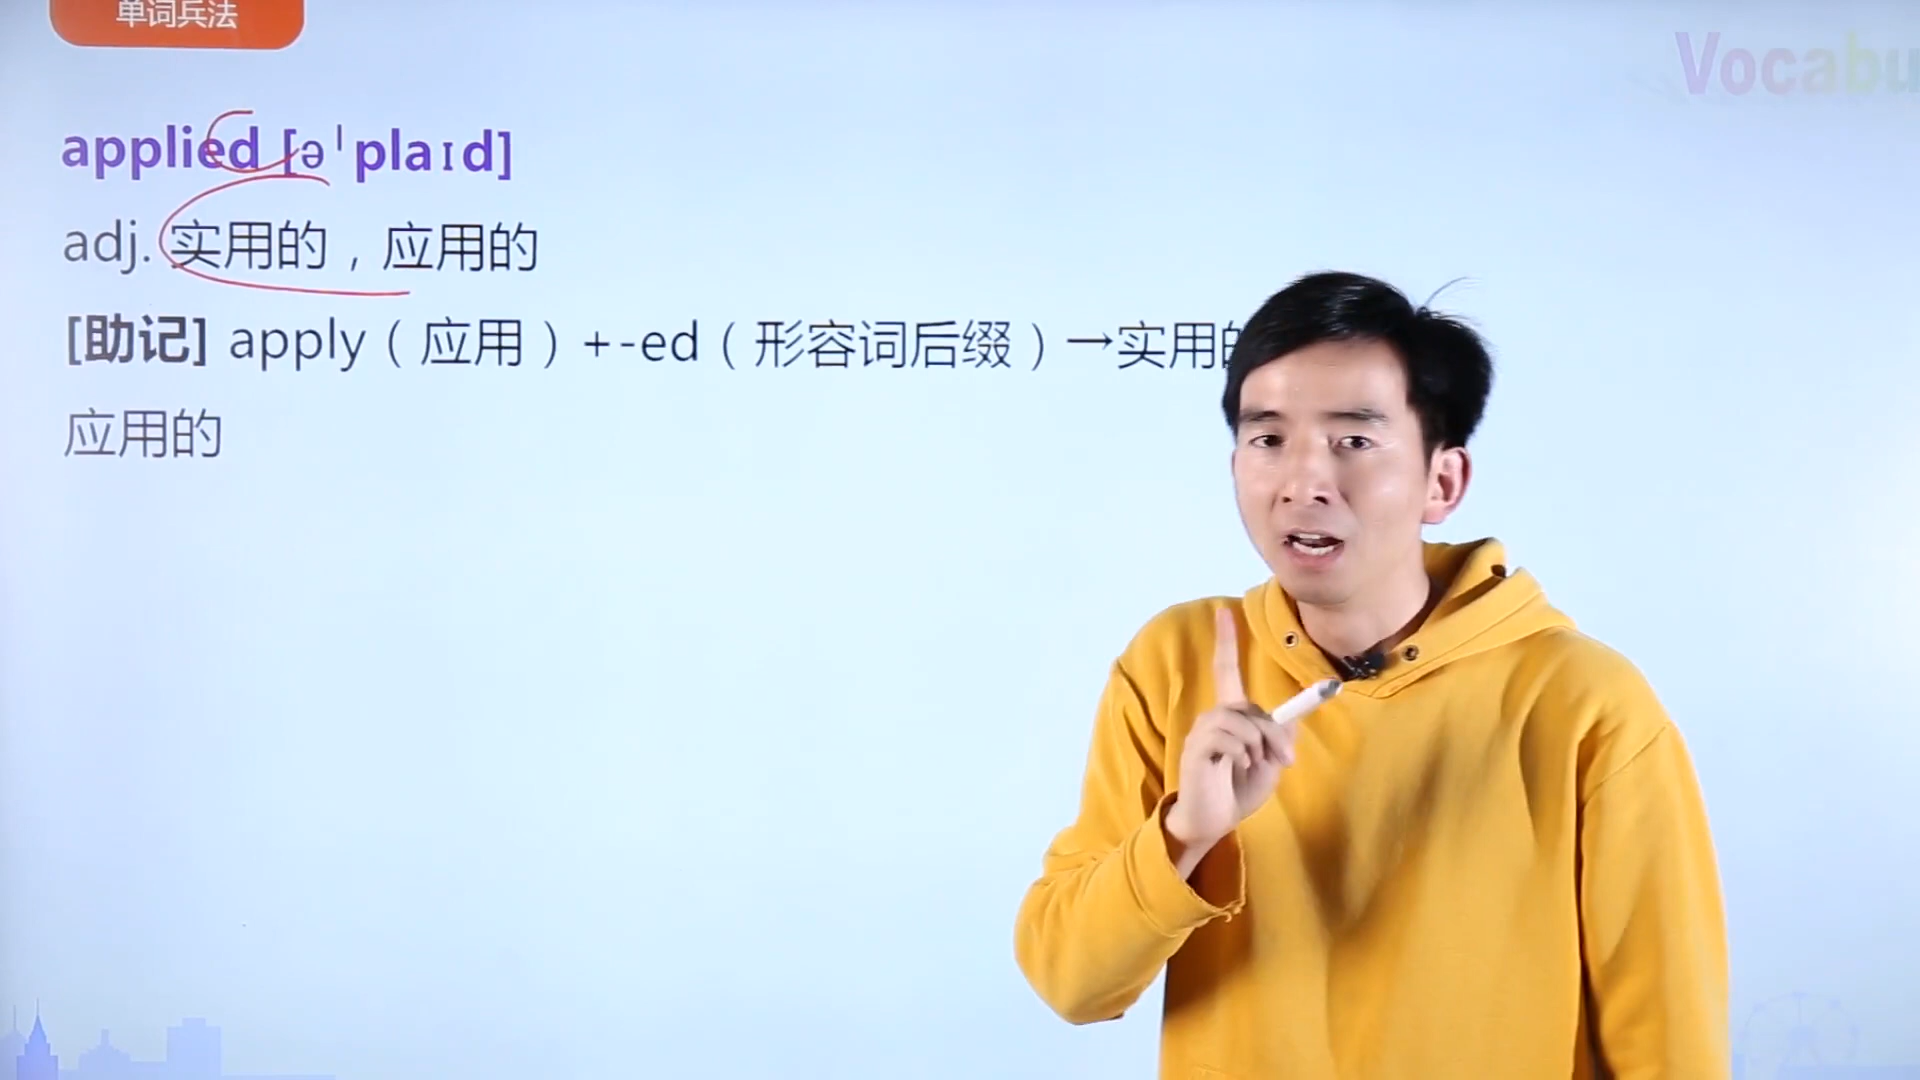 单词兵法
Vocabu
applied [əˈplaɪd]
adj. 实用的，应用的
[助记] apply（应用）+-ed（形容词后缀）→实用的
应用的